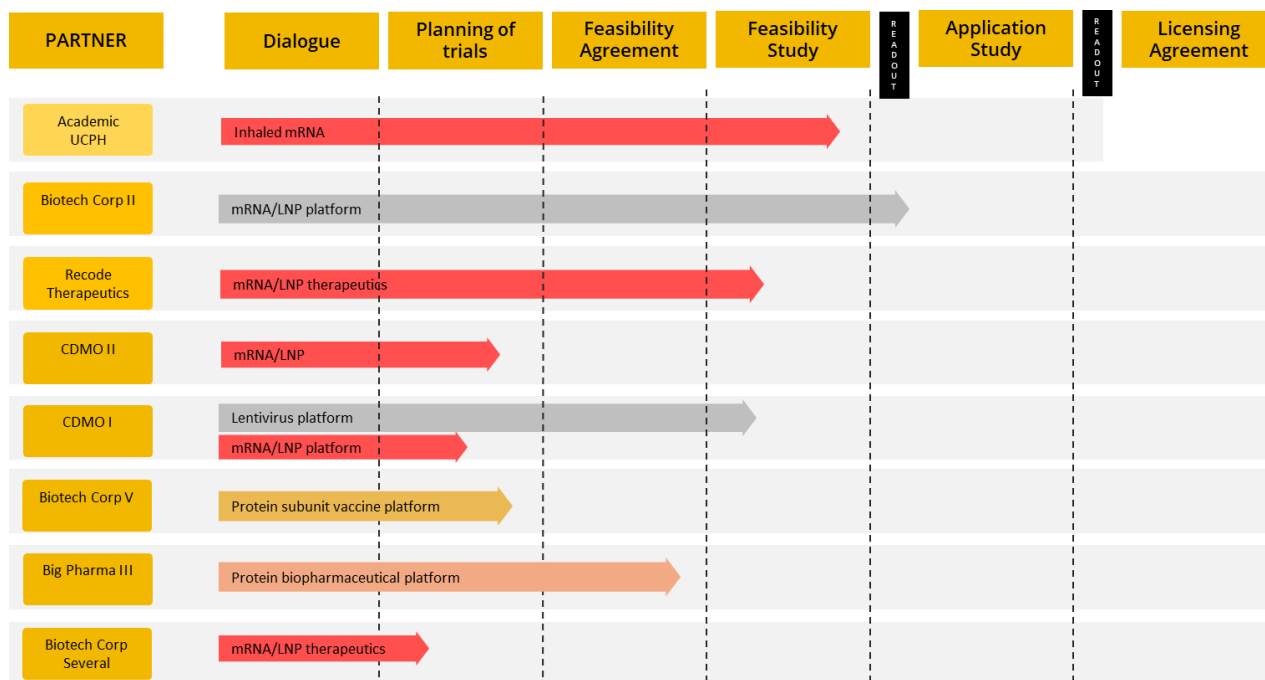 PARTNER
Dialogue
Planning of
trials
Feasibility
Agreement
Feasibility
Study
READOUT
Application
Study
READOUT
Licensing
Agreement
Academic
UCPH
Inhaled mRNA
Biotech Corp II
mRNA/LNP platform
Recode
Therapeutics
mRNA/LNP therapeutics
CDMO II
mRNA/LNP
CDMO I
Lentivirus platform
mRNA/LNP platform
Biotech Corp V
Protein subunit vaccine platform
Big Pharma III
Protein biopharmaceutical platform
Biotech Corp
Several
mRNA/LNP therapeutics